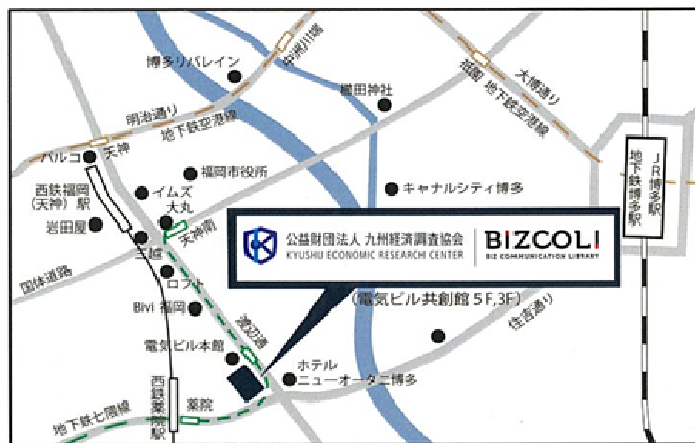 博多リバレイン
中洲川端
櫛田神社
祇園
地下鉄空港線
大博通り
明治通り
地下鉄空港線
パルコ
天神
福岡市役所
西鉄福岡
(天神)駅
イムズ
大丸
キャナルシティ博多
JR博多駅
地下鉄博多駅
岩田屋
天神南
三越
公益財団法人 九州経済調査協会
KYUSHU ECONOMIC RESEARCH CENTER
BIZCOLI
BIZ COMMUNICATION LIBRARY
国体道路
ロフト
(電気ビル共創館5F,3F)
住吉通り
Bivi 福岡
渡辺通
電気ビル本館
ホテル
ニューオータニ博多
西鉄薬院駅
薬院
地下鉄七隈線